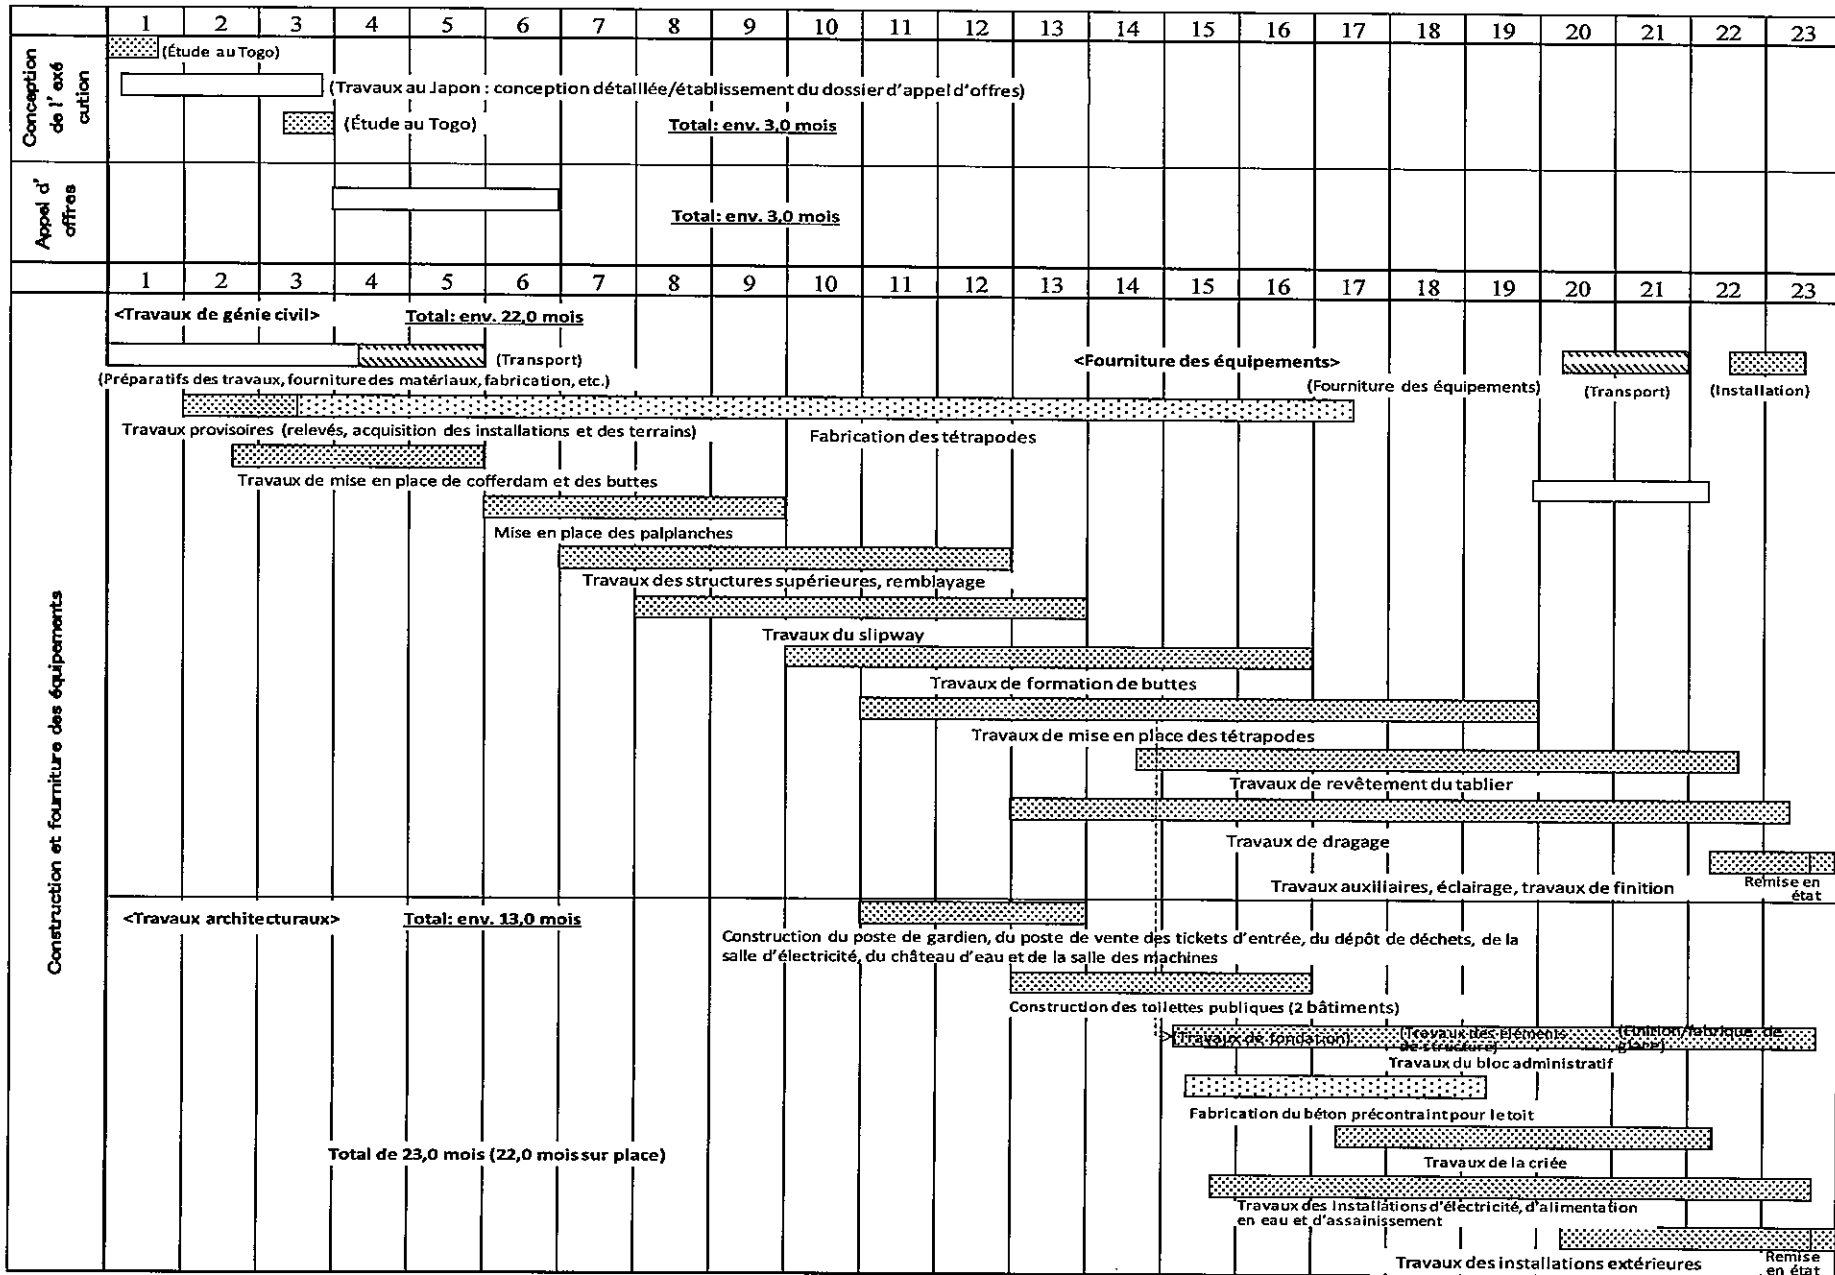 1 2 3 4 5 6 7 8 9 10 11 12 13 14 15 16 17 18 19 20 21 22 23
Conception
de l' exé
cution
(Étude au Togo)
(Travaux au Japon : conception détaillée/établissement du dossier d'appel d'offres)
(Étude au Togo)
Total: env. 3,0 mois
Appel d'
offres
Total: env. 3,0 mois
1 2 3 4 5 6 7 8 9 10 11 12 13 14 15 16 17 18 19 20 21 22 23
Construction et fourniture des équipements
<Travaux de génie civil>
Total: env. 22,0 mois
(Transport)
<Fourniture des équipements>
(Préparatifs des travaux, fourniture des matériaux, fabrication, etc.)
(Fourniture des équipements)
(Transport)
(Installation)
Travaux provisoires (relevés, acquisition des installations et des terrains)
Fabrication des tétrapodes
Travaux de mise en place de cofferdam et des buttes
Mise en place des palplanches
Travaux des structures supérieures, remblayage
Travaux du slipway
Travaux de formation de buttes
Travaux de mise en place des tétrapodes
Travaux de revêtement du tablier
Travaux de dragage
Travaux auxiliaires, éclairage, travaux de finition
Remise en
état
<Travaux architecturaux>
Total: env. 13,0 mois
Construction du poste de gardien, du poste de vente des tickets d'entrée, du dépôt de déchets, de la
salle d'électricité, du château d'eau et de la salle des machines
Construction des toilettes publiques (2 bâtiments)
(Travaux de fondation)
(Travaux des éléments
de structure)
(Finition/fabrique de
glace)
Travaux du bloc administratif
Fabrication du béton précontraint pour le toit
Total de 23,0 mois (22,0 mois sur place)
Travaux de la criée
Travaux des Installations d'électricité, d'alimentation
en eau et d'assainissement
Travaux des installations extérieures
Remise
en état